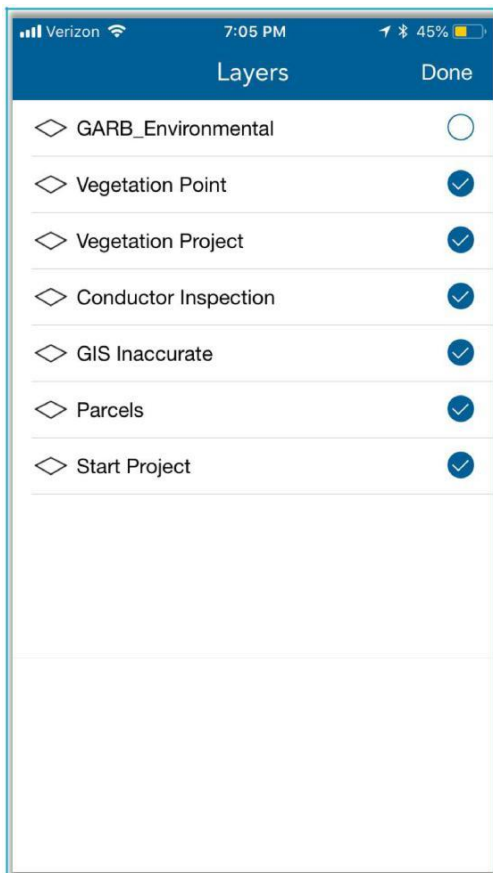 Verizon 7:05 PM 45%
Layers Done
GARB_Environmental
Vegetation Point
Vegetation Project
Conductor Inspection
GIS Inaccurate
Parcels
Start Project